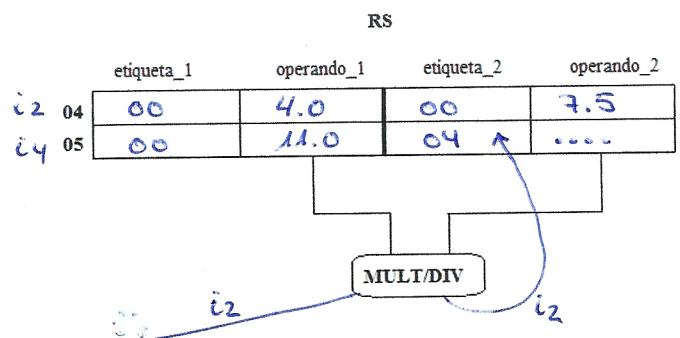 RS
etiqueta_1 operando_1 etiqueta_2 operando_2
i2 04 00 4.0 00 7.5
i4 05 00 11.0 04 ....
MULT/DIV
i2 i2